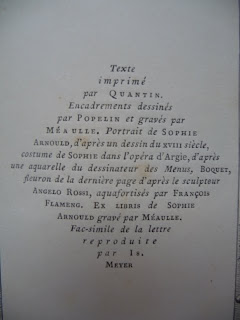 Texte
imprimé
par QUANTIN.
Encadrements dessinés
par POPELIN et gravés par
MÉAULLE. Portrait de SOPHIE
ARNOULD, d'après un dessin du XVIII siècle,
costume de SOPHIE dans l'opéra d'Argie, d'après
une aquarelle du dessinateur des Menus, BOQUET,
fleuron de la dernière page d'après le sculpteur
ANGELO ROSSI, aquafortisés par FRANÇOIS
FLAMENG. Ex libris de SOPHIE
ARNOULD gravé par MÉAULLE.
Fac-simile de la lettre
reproduite
par Is.
MEYER